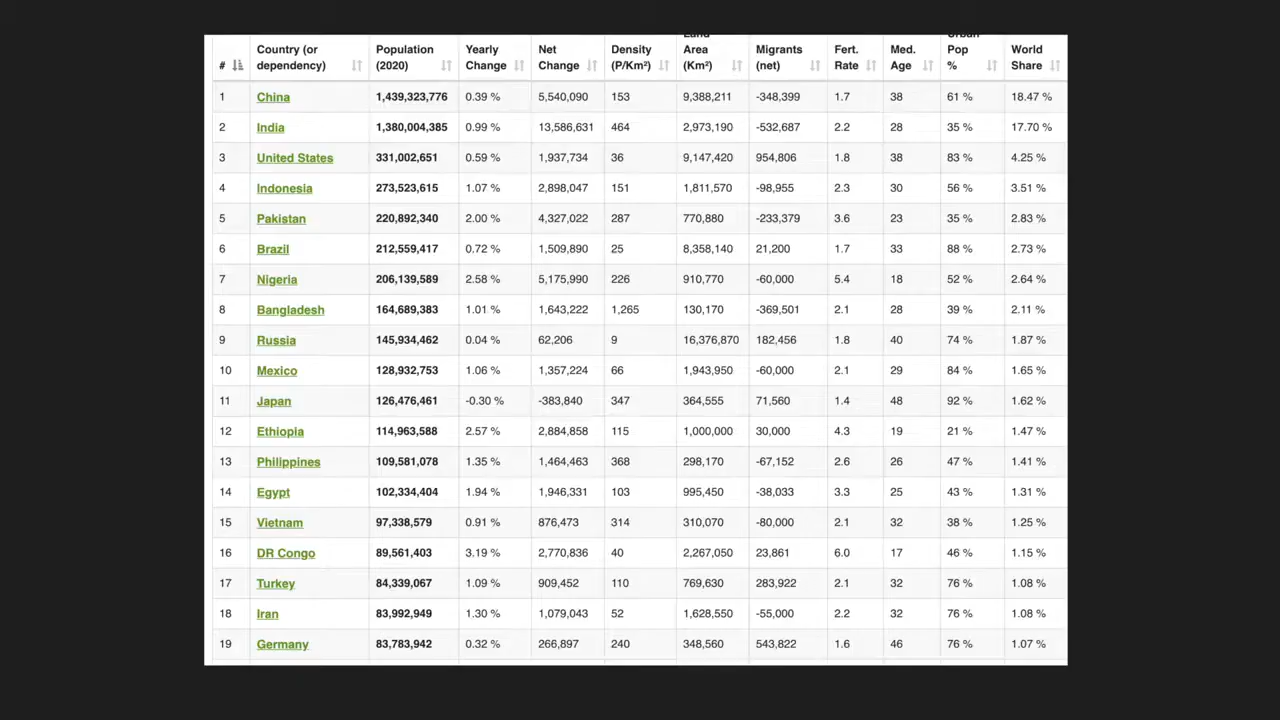 Land Urban
Country (or Population Yearly Net Density Area Migrants Fert. Med. Pop World
# dependency) (2020) Change Change (P/Km²) (Km²) (net) Rate Age % Share
1 China 1,439,323,776 0.39 % 5,540,090 153 9,388,211 -348,399 1.7 38 61 % 18.47 %
2 India 1,380,004,385 0.99 % 13,586,631 464 2,973,190 -532,687 2.2 28 35 % 17.70 %
3 United States 331,002,651 0.59 % 1,937,734 36 9,147,420 954,806 1.8 38 83 % 4.25 %
4 Indonesia 273,523,615 1.07 % 2,898,047 151 1,811,570 -98,955 2.3 30 56 % 3.51 %
5 Pakistan 220,892,340 2.00 % 4,327,022 287 770,880 -233,379 3.6 23 35 % 2.83 %
6 Brazil 212,559,417 0.72 % 1,509,890 25 8,358,140 21,200 1.7 33 88 % 2.73 %
7 Nigeria 206,139,589 2.58 % 5,175,990 226 910,770 -60,000 5.4 18 52 % 2.64 %
8 Bangladesh 164,689,383 1.01 % 1,643,222 1,265 130,170 -369,501 2.1 28 39 % 2.11 %
9 Russia 145,934,462 0.04 % 62,206 9 16,376,870 182,456 1.8 40 74 % 1.87 %
10 Mexico 128,932,753 1.06 % 1,357,224 66 1,943,950 -60,000 2.1 29 84 % 1.65 %
11 Japan 126,476,461 -0.30 % -383,840 347 364,555 71,560 1.4 48 92 % 1.62 %
12 Ethiopia 114,963,588 2.57 % 2,884,858 115 1,000,000 30,000 4.3 19 21 % 1.47 %
13 Philippines 109,581,078 1.35 % 1,464,463 368 298,170 -67,152 2.6 26 47 % 1.41 %
14 Egypt 102,334,404 1.94 % 1,946,331 103 995,450 -38,033 3.3 25 43 % 1.31 %
15 Vietnam 97,338,579 0.91 % 876,473 314 310,070 -80,000 2.1 32 38 % 1.25 %
16 DR Congo 89,561,403 3.19 % 2,770,836 40 2,267,050 23,861 6.0 17 46 % 1.15 %
17 Turkey 84,339,067 1.09 % 909,452 110 769,630 283,922 2.1 32 76 % 1.08 %
18 Iran 83,992,949 1.30 % 1,079,043 52 1,628,550 -55,000 2.2 32 76 % 1.08 %
19 Germany 83,783,942 0.32 % 266,897 240 348,560 543,822 1.6 46 76 % 1.07 %